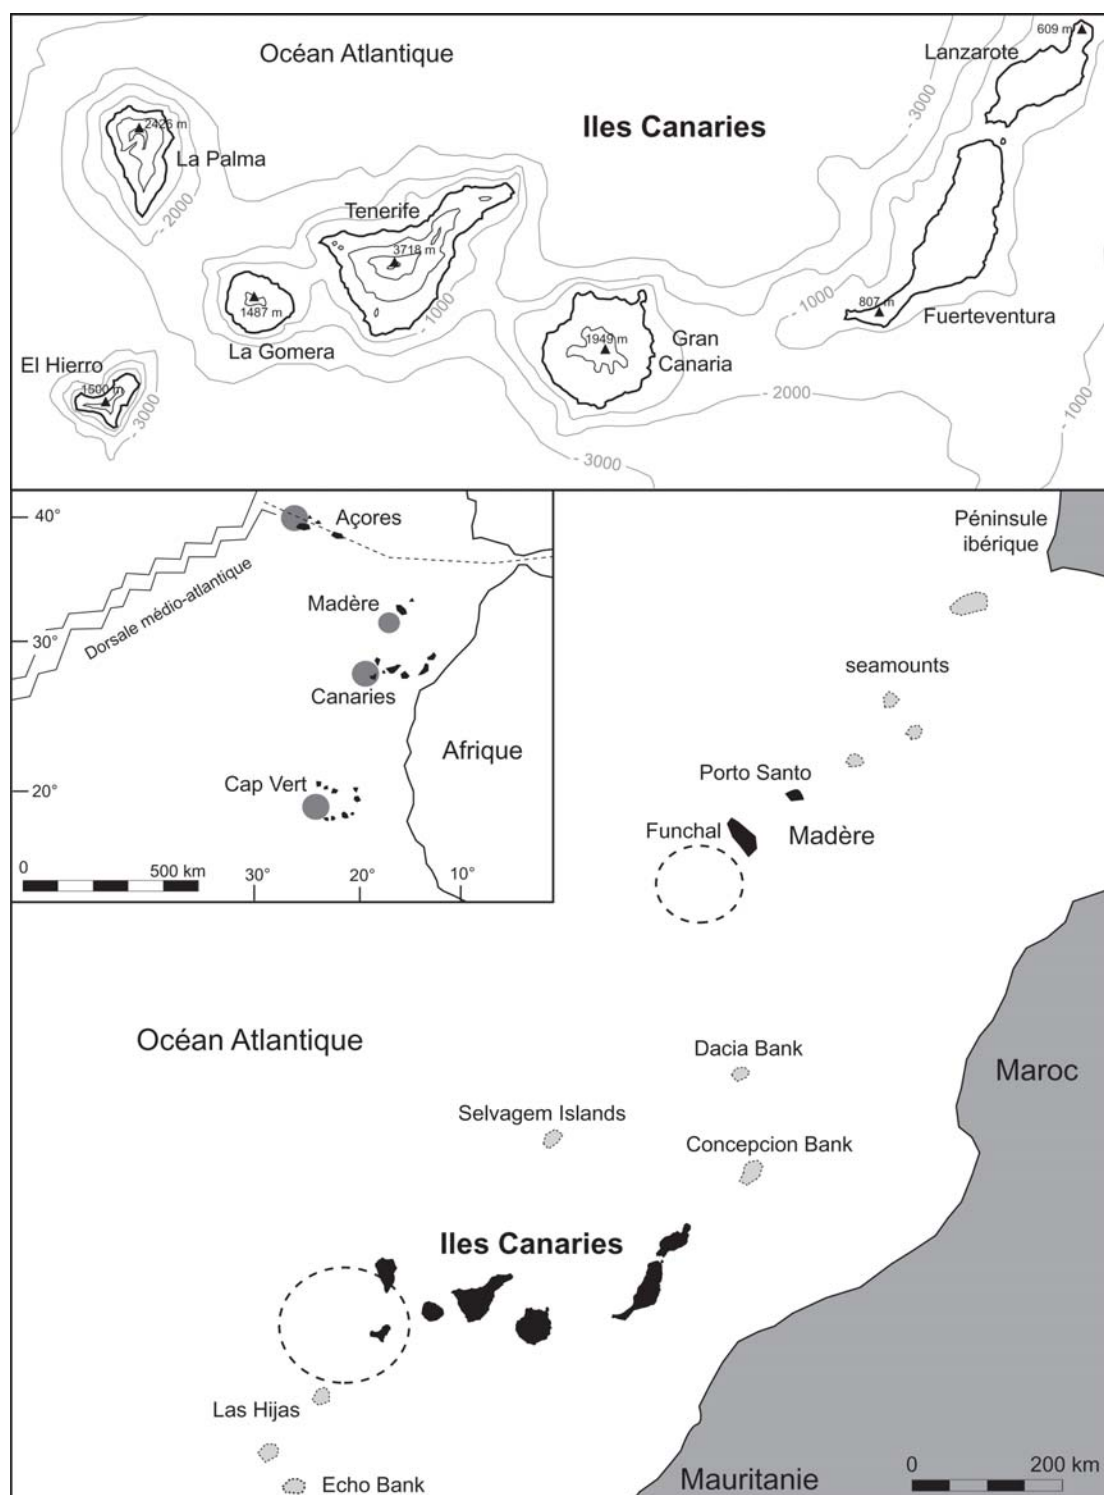 609 m
Océan Atlantique
Lanzarote
- 3000
Iles Canaries
2426 m
La Palma
- 2000
Tenerife
3718 m
- 1000
1487 m
La Gomera
- 1000
807 m
Fuerteventura
1949 m
Gran
Canaria
El Hierro
1500 m
- 3000
- 2000
- 1000
- 3000
40°
Açores
Dorsale médio-atlantique
Madère
30°
Canaries
Afrique
Cap Vert
20°
0
500 km
30°
20°
10°
Péninsule
ibérique
seamounts
Porto Santo
Funchal
Madère
Océan Atlantique
Dacia Bank
Maroc
Selvagem Islands
Concepcion Bank
Iles Canaries
Las Hijas
Echo Bank
Mauritanie
0
200 km